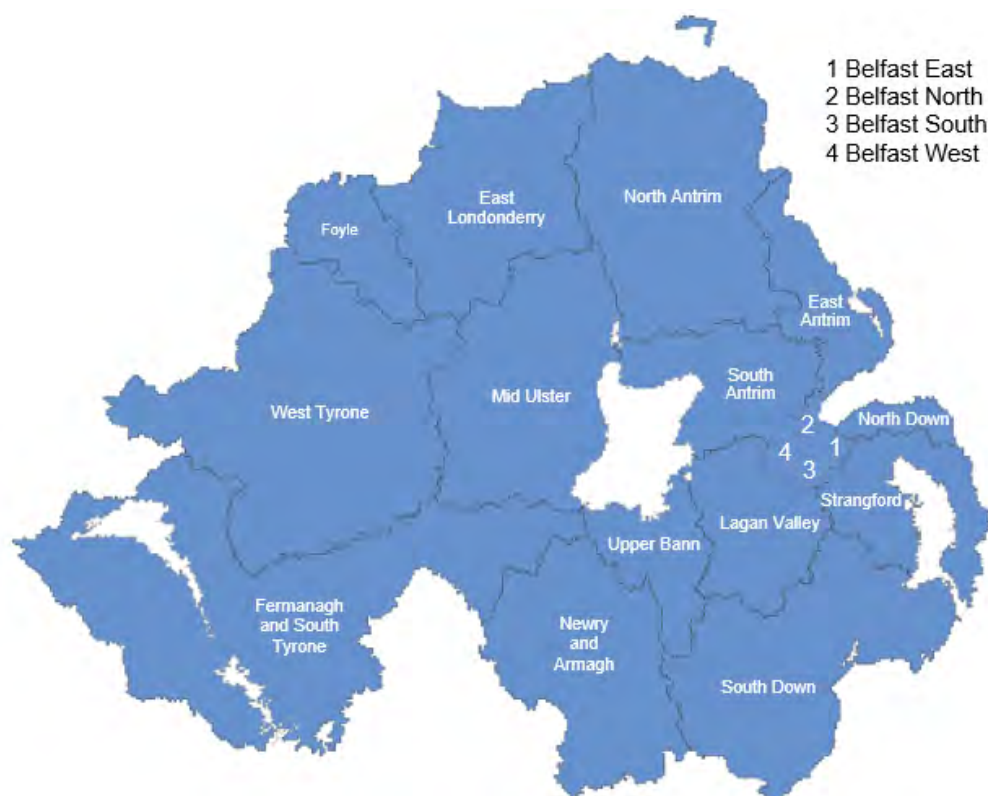 1 Belfast East
2 Belfast North
3 Belfast South
4 Belfast West
East
Londonderry
North Antrim
Foyle
East
Antrim
South
Antrim
Mid Ulster
West Tyrone
North Down
2
1
4
3
Strangford
Lagan Valley
Upper Bann
Fermanagh
and South
Tyrone
Newry
and
Armagh
South Down